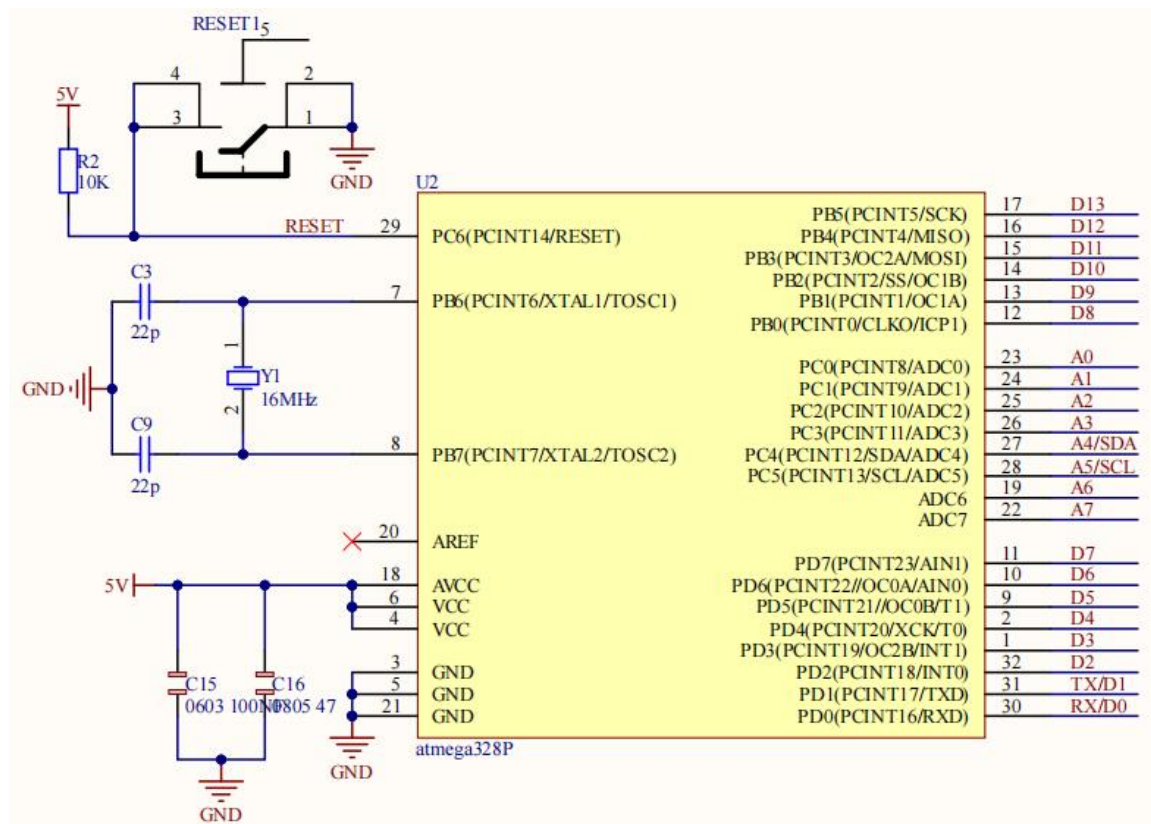 RESET1
5
4
2
3
1
5V
R2
10K
GND
U2
RESET
29
PC6(PCINT14/RESET)
C3
22p
7
PB6(PCINT6/XTAL1/TOSC1)
1
Y1
16MHz
2
GND
C9
22p
8
PB7(PCINT7/XTAL2/TOSC2)
20
AREF
5V
18
AVCC
6
VCC
4
VCC
3
GND
5
GND
21
GND
C15
0603 100NF
C16
0805 47
GND
GND
atmega328P
PB5(PCINT5/SCK)
17
D13
PB4(PCINT4/MISO)
16
D12
PB3(PCINT3/OC2A/MOSI)
15
D11
PB2(PCINT2/SS/OC1B)
14
D10
PB1(PCINT1/OC1A)
13
D9
PB0(PCINT0/CLKO/ICP1)
12
D8
PC0(PCINT8/ADC0)
23
A0
PC1(PCINT9/ADC1)
24
A1
PC2(PCINT10/ADC2)
25
A2
PC3(PCINT11/ADC3)
26
A3
PC4(PCINT12/SDA/ADC4)
27
A4/SDA
PC5(PCINT13/SCL/ADC5)
28
A5/SCL
ADC6
19
A6
ADC7
22
A7
PD7(PCINT23/AIN1)
11
D7
PD6(PCINT22//OC0A/AIN0)
10
D6
PD5(PCINT21//OC0B/T1)
9
D5
PD4(PCINT20/XCK/T0)
2
D4
PD3(PCINT19/OC2B/INT1)
1
D3
PD2(PCINT18/INT0)
32
D2
PD1(PCINT17/TXD)
31
TX/D1
PD0(PCINT16/RXD)
30
RX/D0